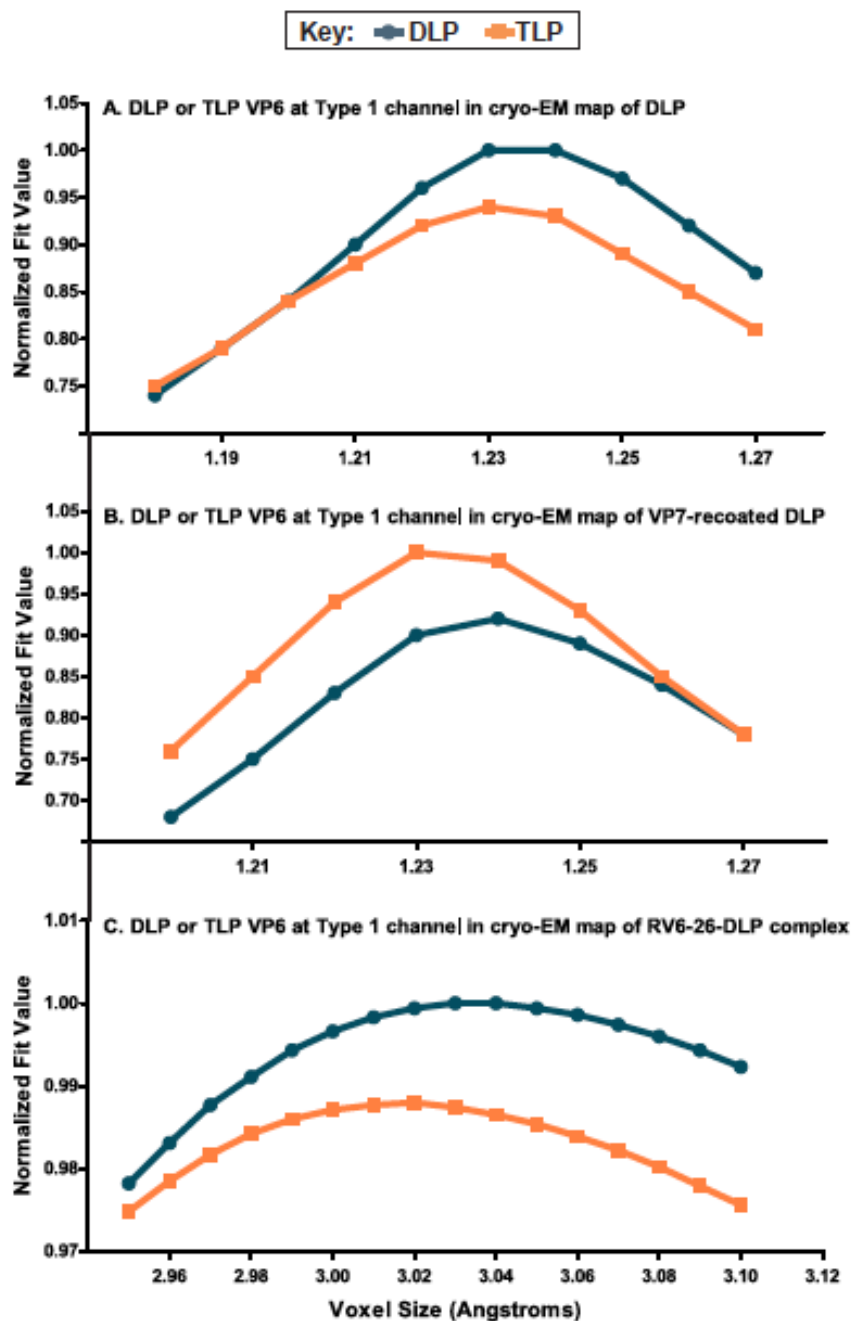 Key: DLP TLP
A. DLP or TLP VP6 at Type 1 channel in cryo-EM map of DLP
Normalized Fit Value
1.05
1.00
0.95
0.90
0.85
0.80
0.75
1.19 1.21 1.23 1.25 1.27
B. DLP or TLP VP6 at Type 1 channel in cryo-EM map of VP7-recoated DLP
Normalized Fit Value
1.05
1.00
0.95
0.90
0.85
0.80
0.75
0.70
1.21 1.23 1.25 1.27
C. DLP or TLP VP6 at Type 1 channel in cryo-EM map of RV6-26-DLP complex
Normalized Fit Value
1.01
1.00
0.99
0.98
0.97
2.96 2.98 3.00 3.02 3.04 3.06 3.08 3.10 3.12
Voxel Size (Angstroms)